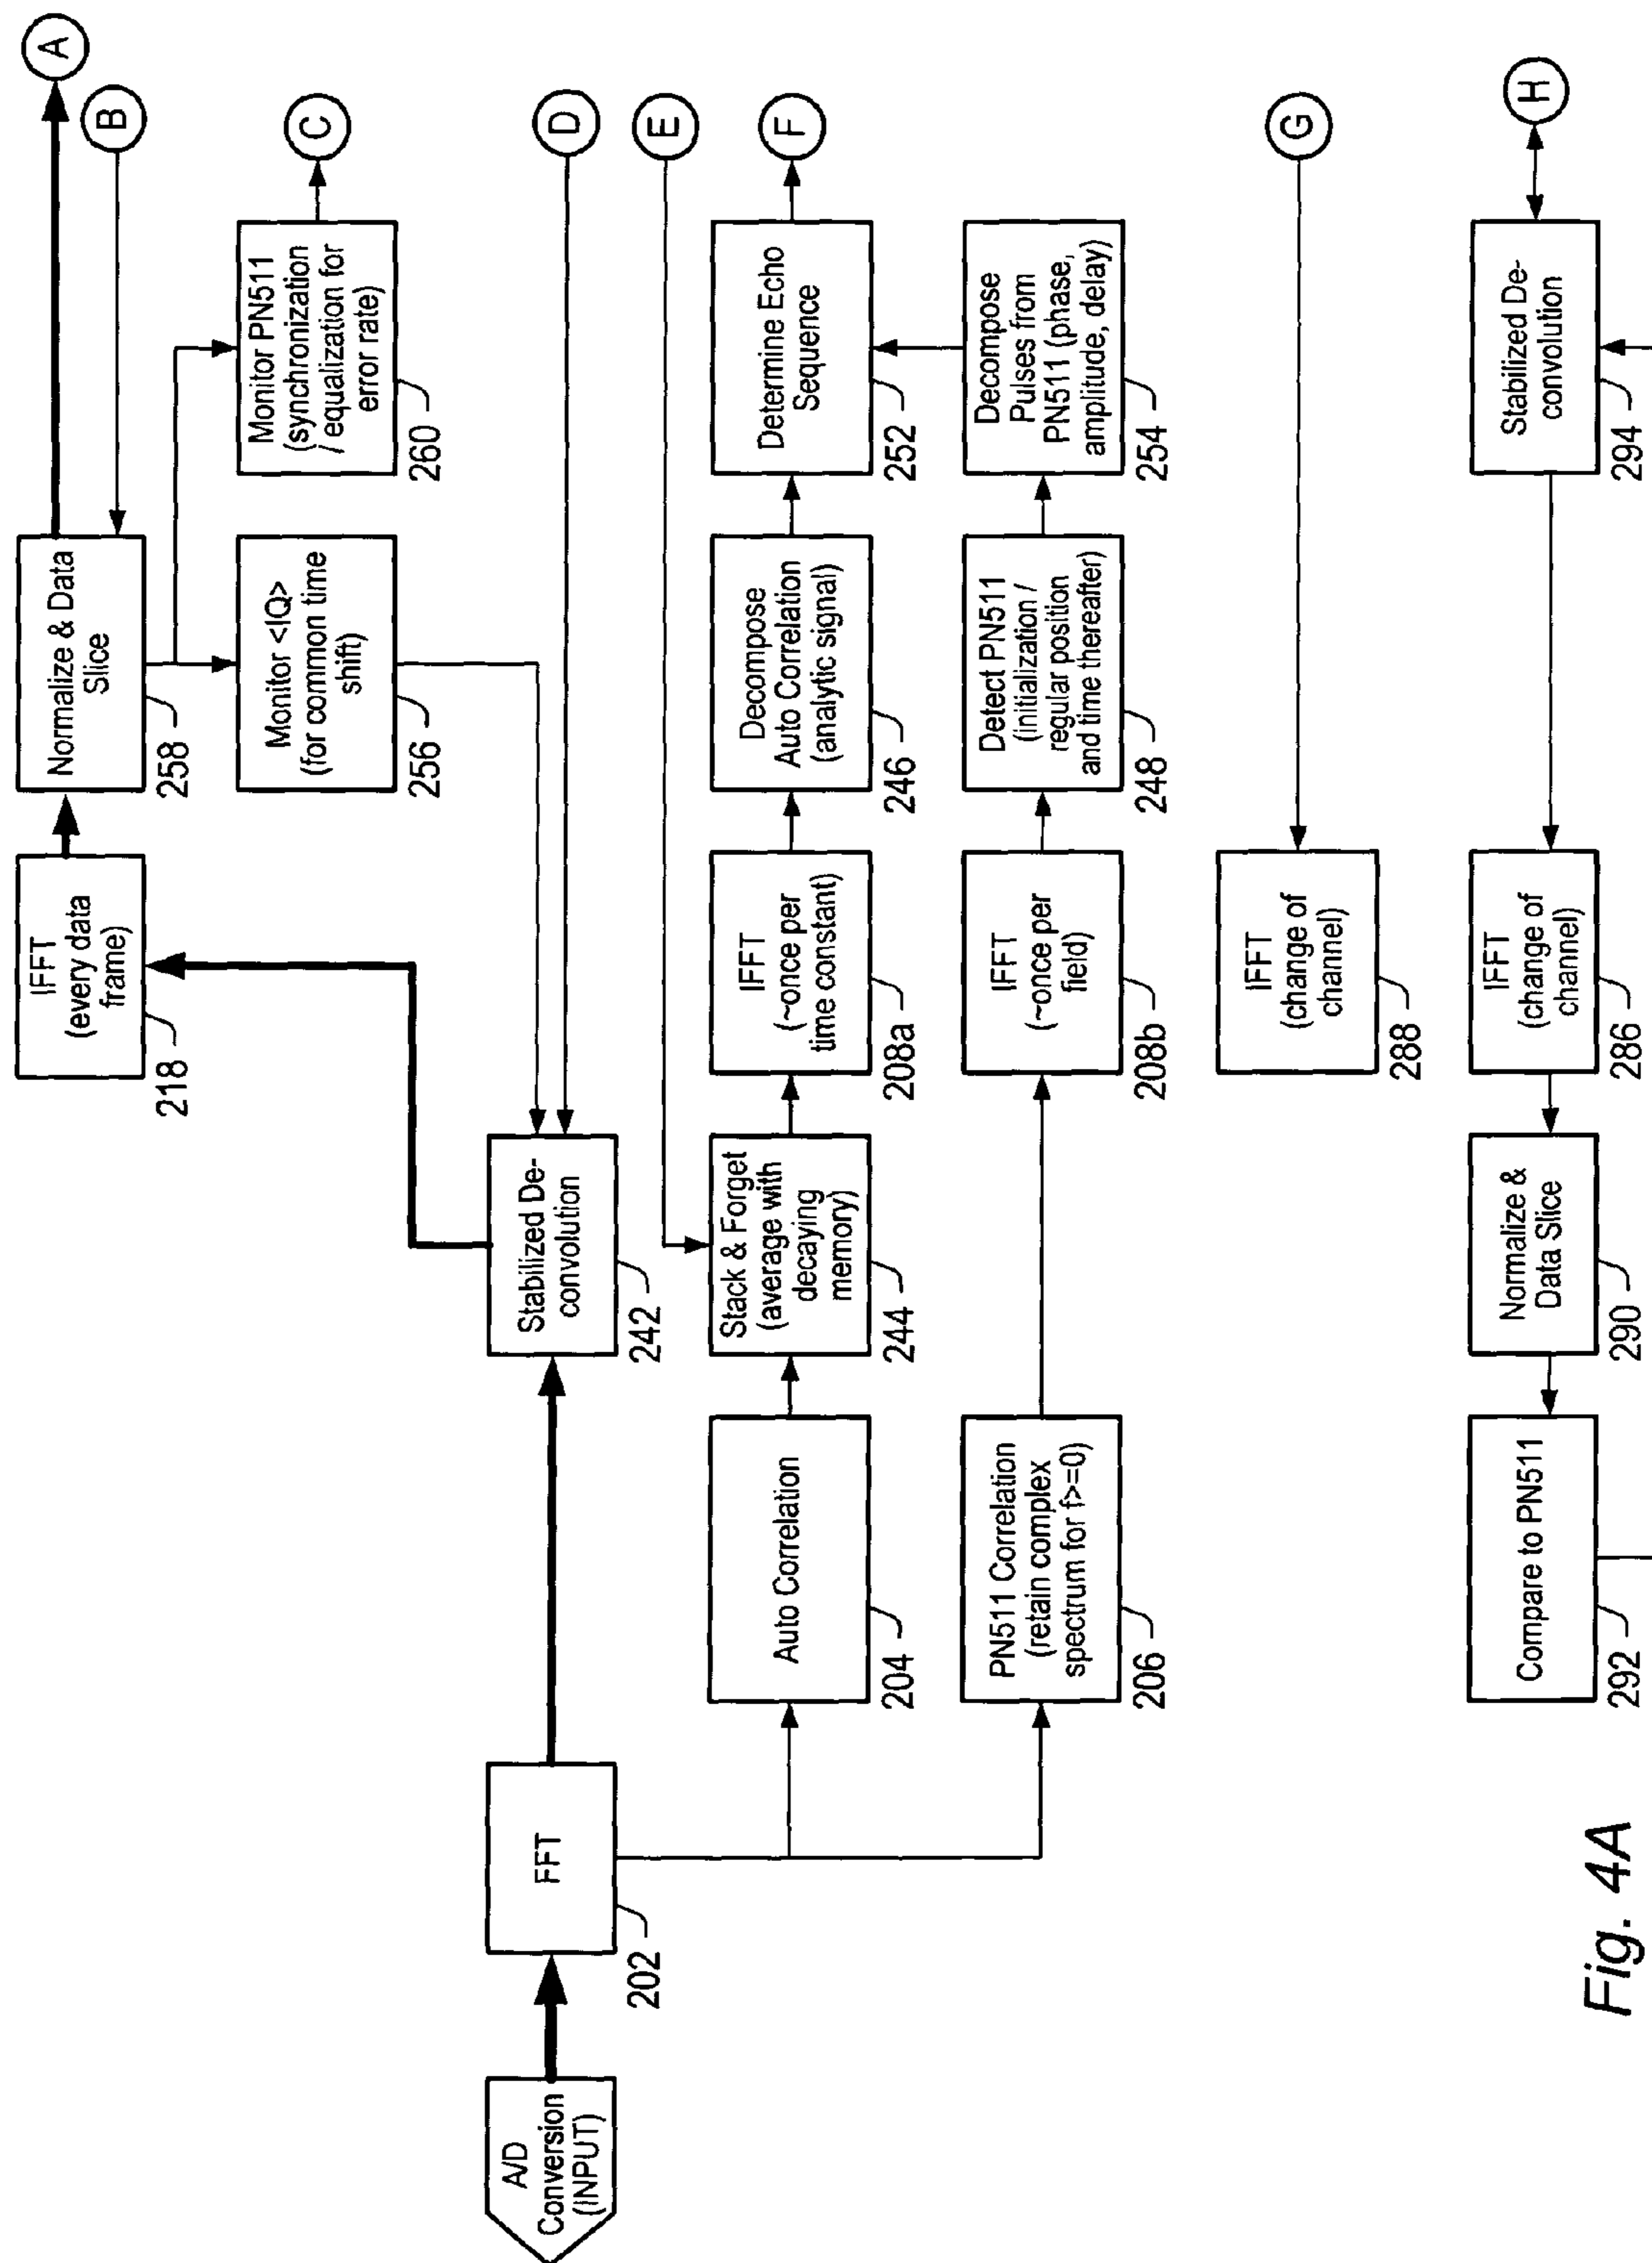 A/D
Conversion
(INPUT)
FFT
202
Stabilized De-
convolution
242
IFFT
(every data
frame)
218
Normalize & Data
Slice
258
A
B
Monitor <IQ>
(for common time
shift)
256
Monitor PN511
(synchronization
/ equalization for
error rate)
260
C
D
E
Auto Correlation
204
Stack & Forget
(average with
decaying
memory)
244
IFFT
(~once per
time constant)
208a
Decompose
Auto Correlation
(analytic signal)
246
Determine Echo
Sequence
252
F
PN511 Correlation
(retain complex
spectrum for f>=0)
206
IFFT
(~once per
field)
208b
Detect PN511
(initialization /
regular position
and time thereafter)
248
Decompose
Pulses from
PN511 (phase,
amplitude, delay)
254
IFFT
(change of
channel)
288
G
Compare to PN511
292
Normalize &
Data Slice
290
IFFT
(change of
channel)
286
Stabilized De-
convolution
294
H
Fig. 4A